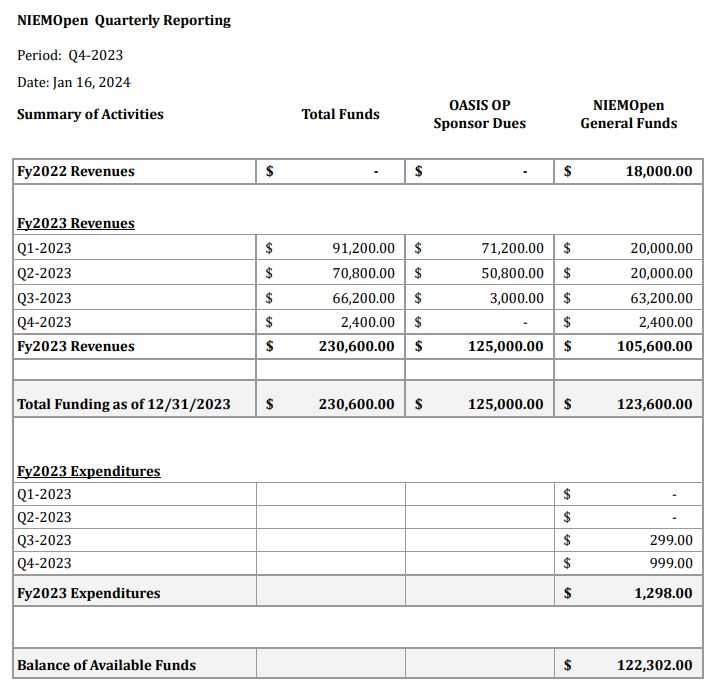 NIEMOpen  Quarterly Reporting
Period:  Q4-2023
Date: Jan 16, 2024
Summary of Activities Total Funds OASIS OP Sponsor Dues NIEMOpen General Funds
Fy2022 Revenues $ - $ - $ 18,000.00
Fy2023 Revenues
Q1-2023 $ 91,200.00 $ 71,200.00 $ 20,000.00
Q2-2023 $ 70,800.00 $ 50,800.00 $ 20,000.00
Q3-2023 $ 66,200.00 $ 3,000.00 $ 63,200.00
Q4-2023 $ 2,400.00 $ - $ 2,400.00
Fy2023 Revenues $ 230,600.00 $ 125,000.00 $ 105,600.00
Total Funding as of 12/31/2023 $ 230,600.00 $ 125,000.00 $ 123,600.00
Fy2023 Expenditures
Q1-2023 $ -
Q2-2023 $ -
Q3-2023 $ 299.00
Q4-2023 $ 999.00
Fy2023 Expenditures $ 1,298.00
Balance of Available Funds $ 122,302.00